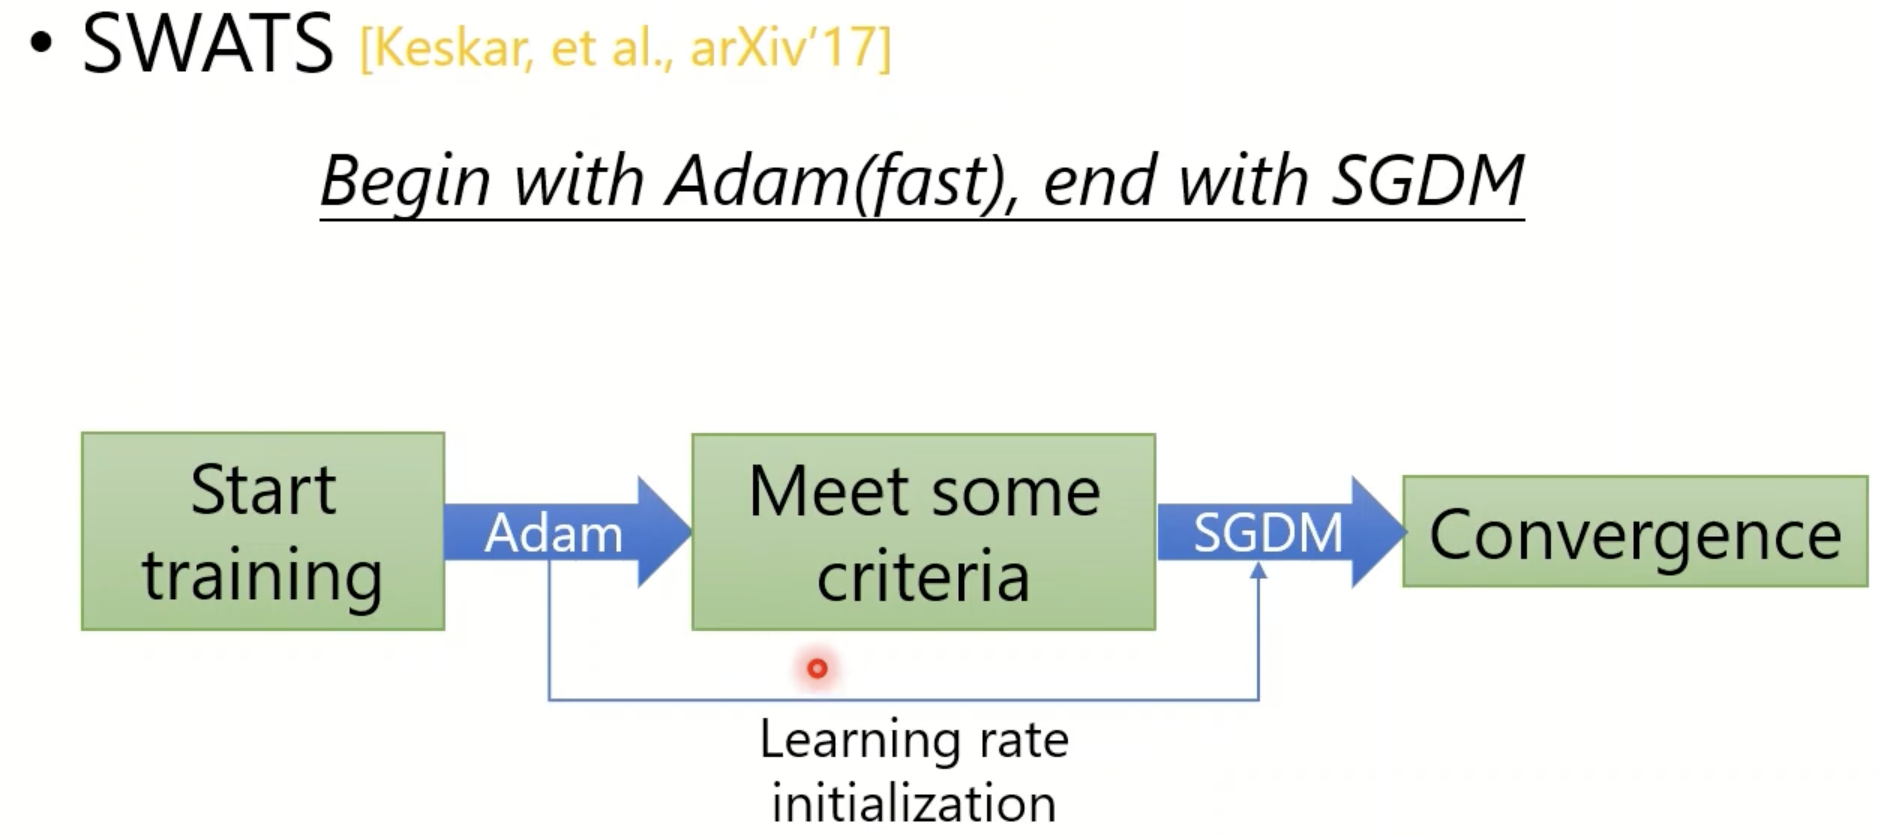 • SWATS [Keskar, et al., arXiv'17]
Begin with Adam(fast), end with SGDM
Start
training
Adam
Meet some
criteria
SGDM
Convergence
Learning rate
initialization